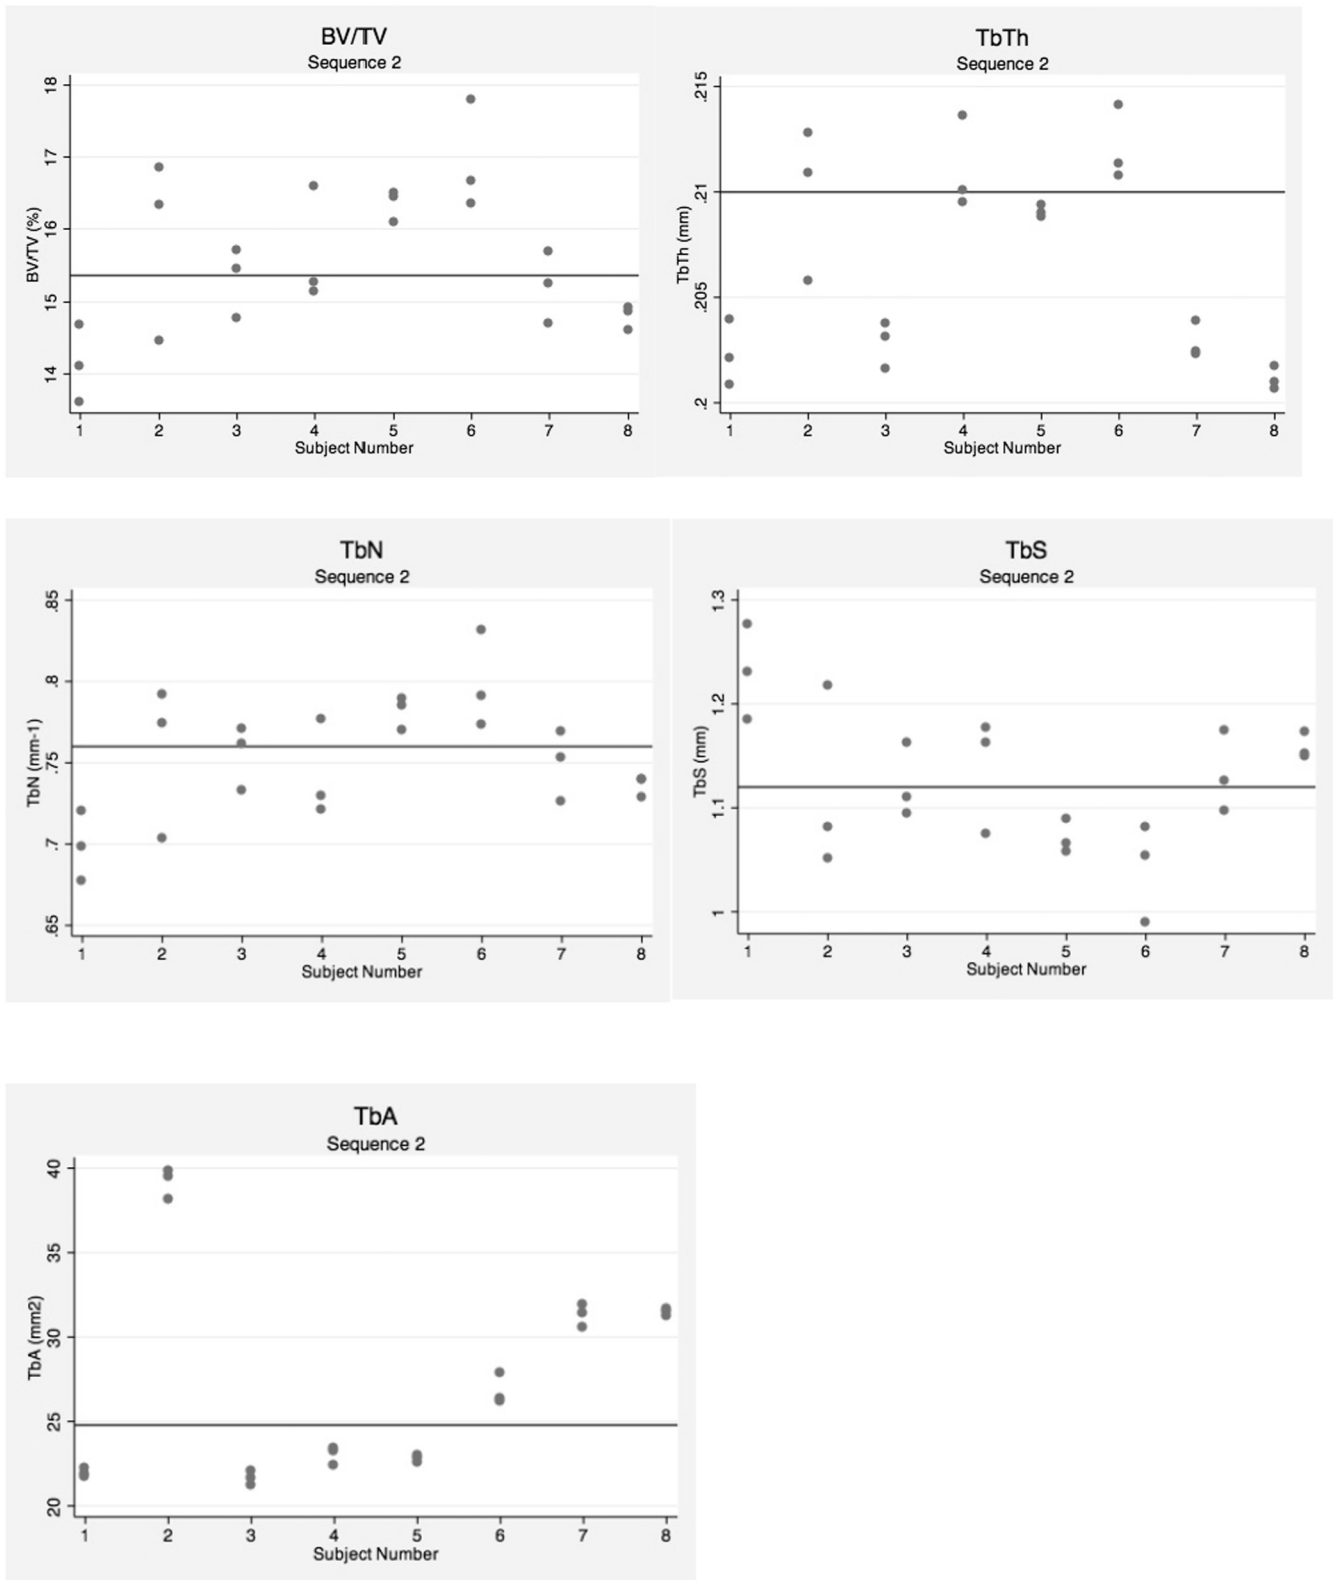 BV/TV
Sequence 2
BV/TV (%)
18
17
16
15
14
1 2 3 4 5 6 7 8
Subject Number
TbTh
Sequence 2
TbTh (mm)
.215
.21
.205
.2
1 2 3 4 5 6 7 8
Subject Number
TbN
Sequence 2
TbN (mm-1)
.85
.8
.75
.7
.65
1 2 3 4 5 6 7 8
Subject Number
TbS
Sequence 2
TbS (mm)
1.3
1.2
1.1
1
1 2 3 4 5 6 7 8
Subject Number
TbA
Sequence 2
TbA (mm2)
40
35
30
25
20
1 2 3 4 5 6 7 8
Subject Number